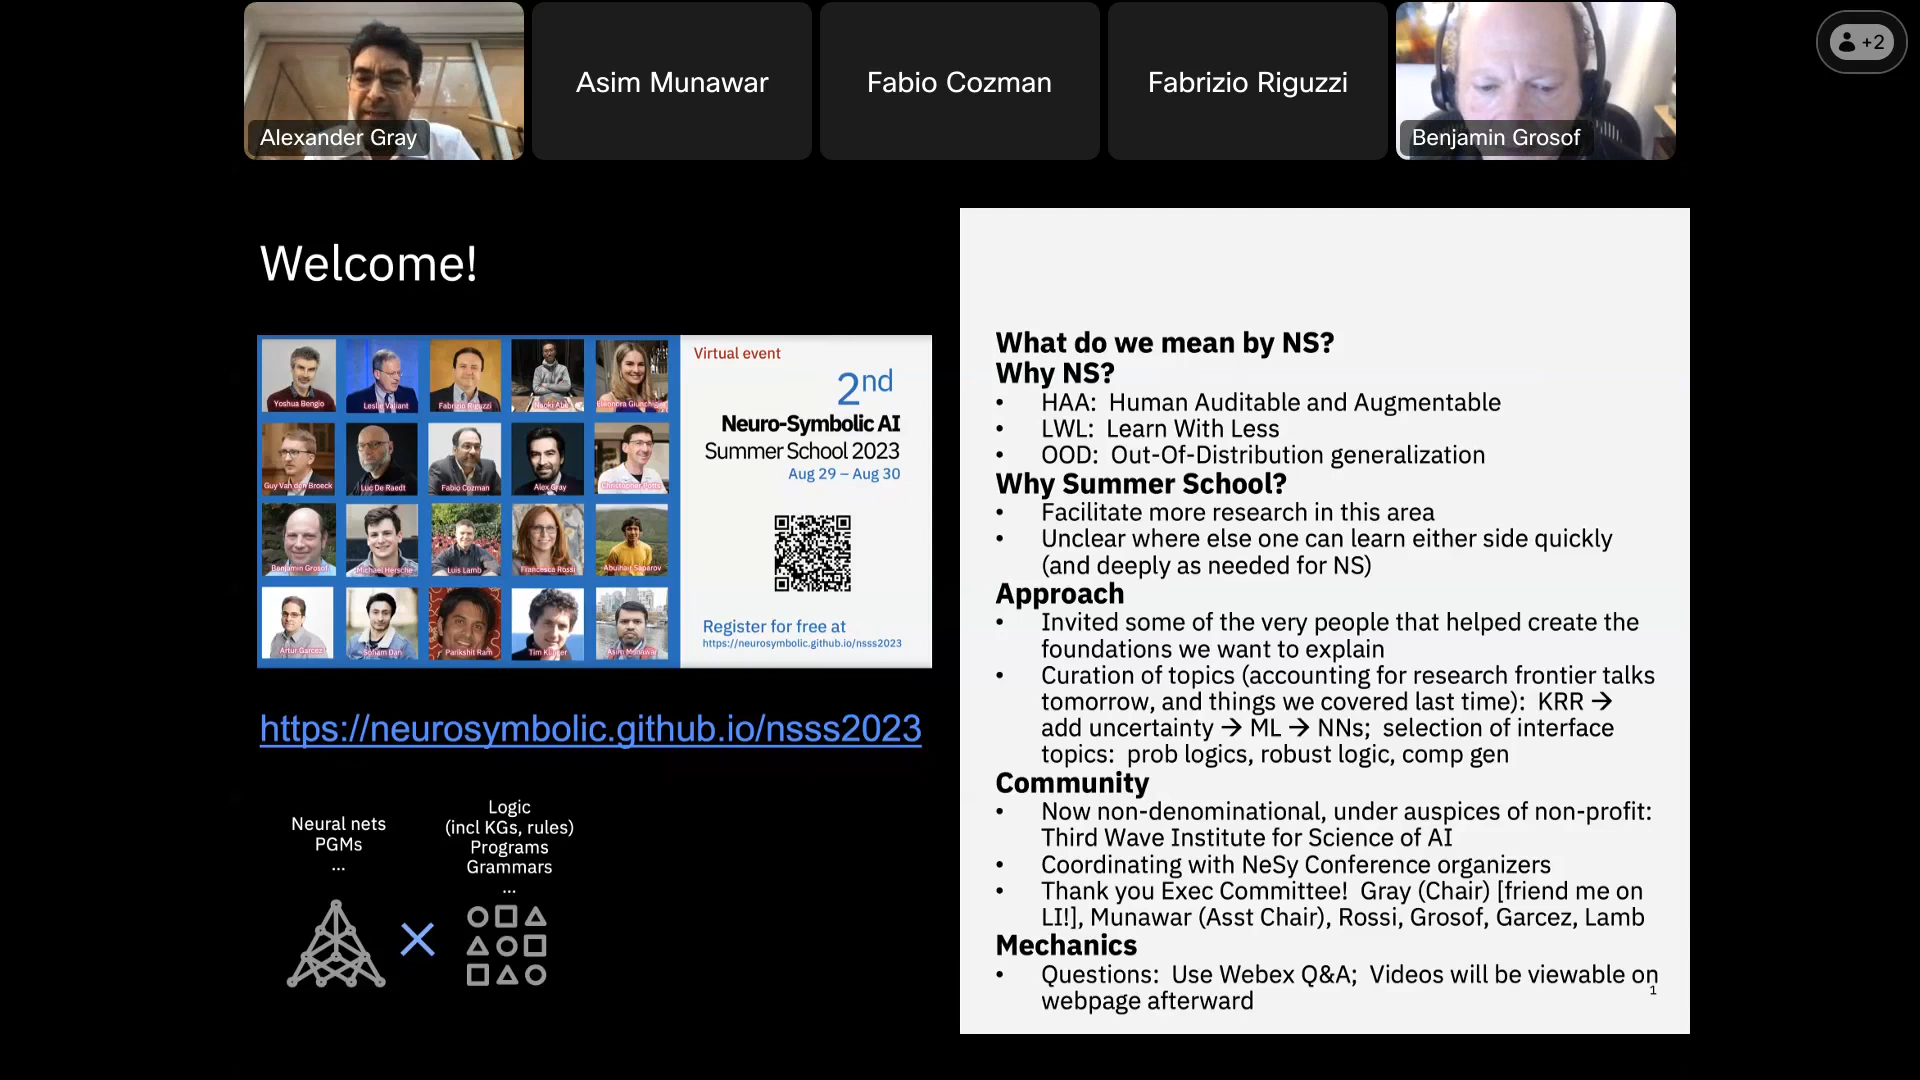 Alexander Gray
Asim Munawar
Fabio Cozman
Fabrizio Riguzzi
Benjamin Grosof
+2
Welcome!
Yoshua Bengio
Leslie Valiant
Fabrizio Riguzzi
Naoki Abe
Eleonora Giunchiglia
Guy Van den Broeck
Luc De Raedt
Fabio Cozman
Alex Gray
Christopher Potts
Benjamin Grosof
Michael Hersche
Luis Lamb
Francesca Rossi
Abulhair Saparov
Artur Garcez
Soham Dan
Parikshit Ram
Tim Klinger
Asim Munawar
Virtual event
2nd
Neuro-Symbolic AI
Summer School 2023
Aug 29 – Aug 30
Register for free at
https://neurosymbolic.github.io/nsss2023
https://neurosymbolic.github.io/nsss2023
Neural nets
PGMs
...
Logic
(incl KGs, rules)
Programs
Grammars
...
What do we mean by NS?
Why NS?
• HAA: Human Auditable and Augmentable
• LWL: Learn With Less
• OOD: Out-Of-Distribution generalization
Why Summer School?
• Facilitate more research in this area
• Unclear where else one can learn either side quickly
(and deeply as needed for NS)
Approach
• Invited some of the very people that helped create the
foundations we want to explain
• Curation of topics (accounting for research frontier talks
tomorrow, and things we covered last time): KRR →
add uncertainty → ML → NNs; selection of interface
topics: prob logics, robust logic, comp gen
Community
• Now non-denominational, under auspices of non-profit:
Third Wave Institute for Science of AI
• Coordinating with NeSy Conference organizers
• Thank you Exec Committee! Gray (Chair) [friend me on
LI!], Munawar (Asst Chair), Rossi, Grosof, Garcez, Lamb
Mechanics
• Questions: Use Webex Q&A; Videos will be viewable on
webpage afterward
1